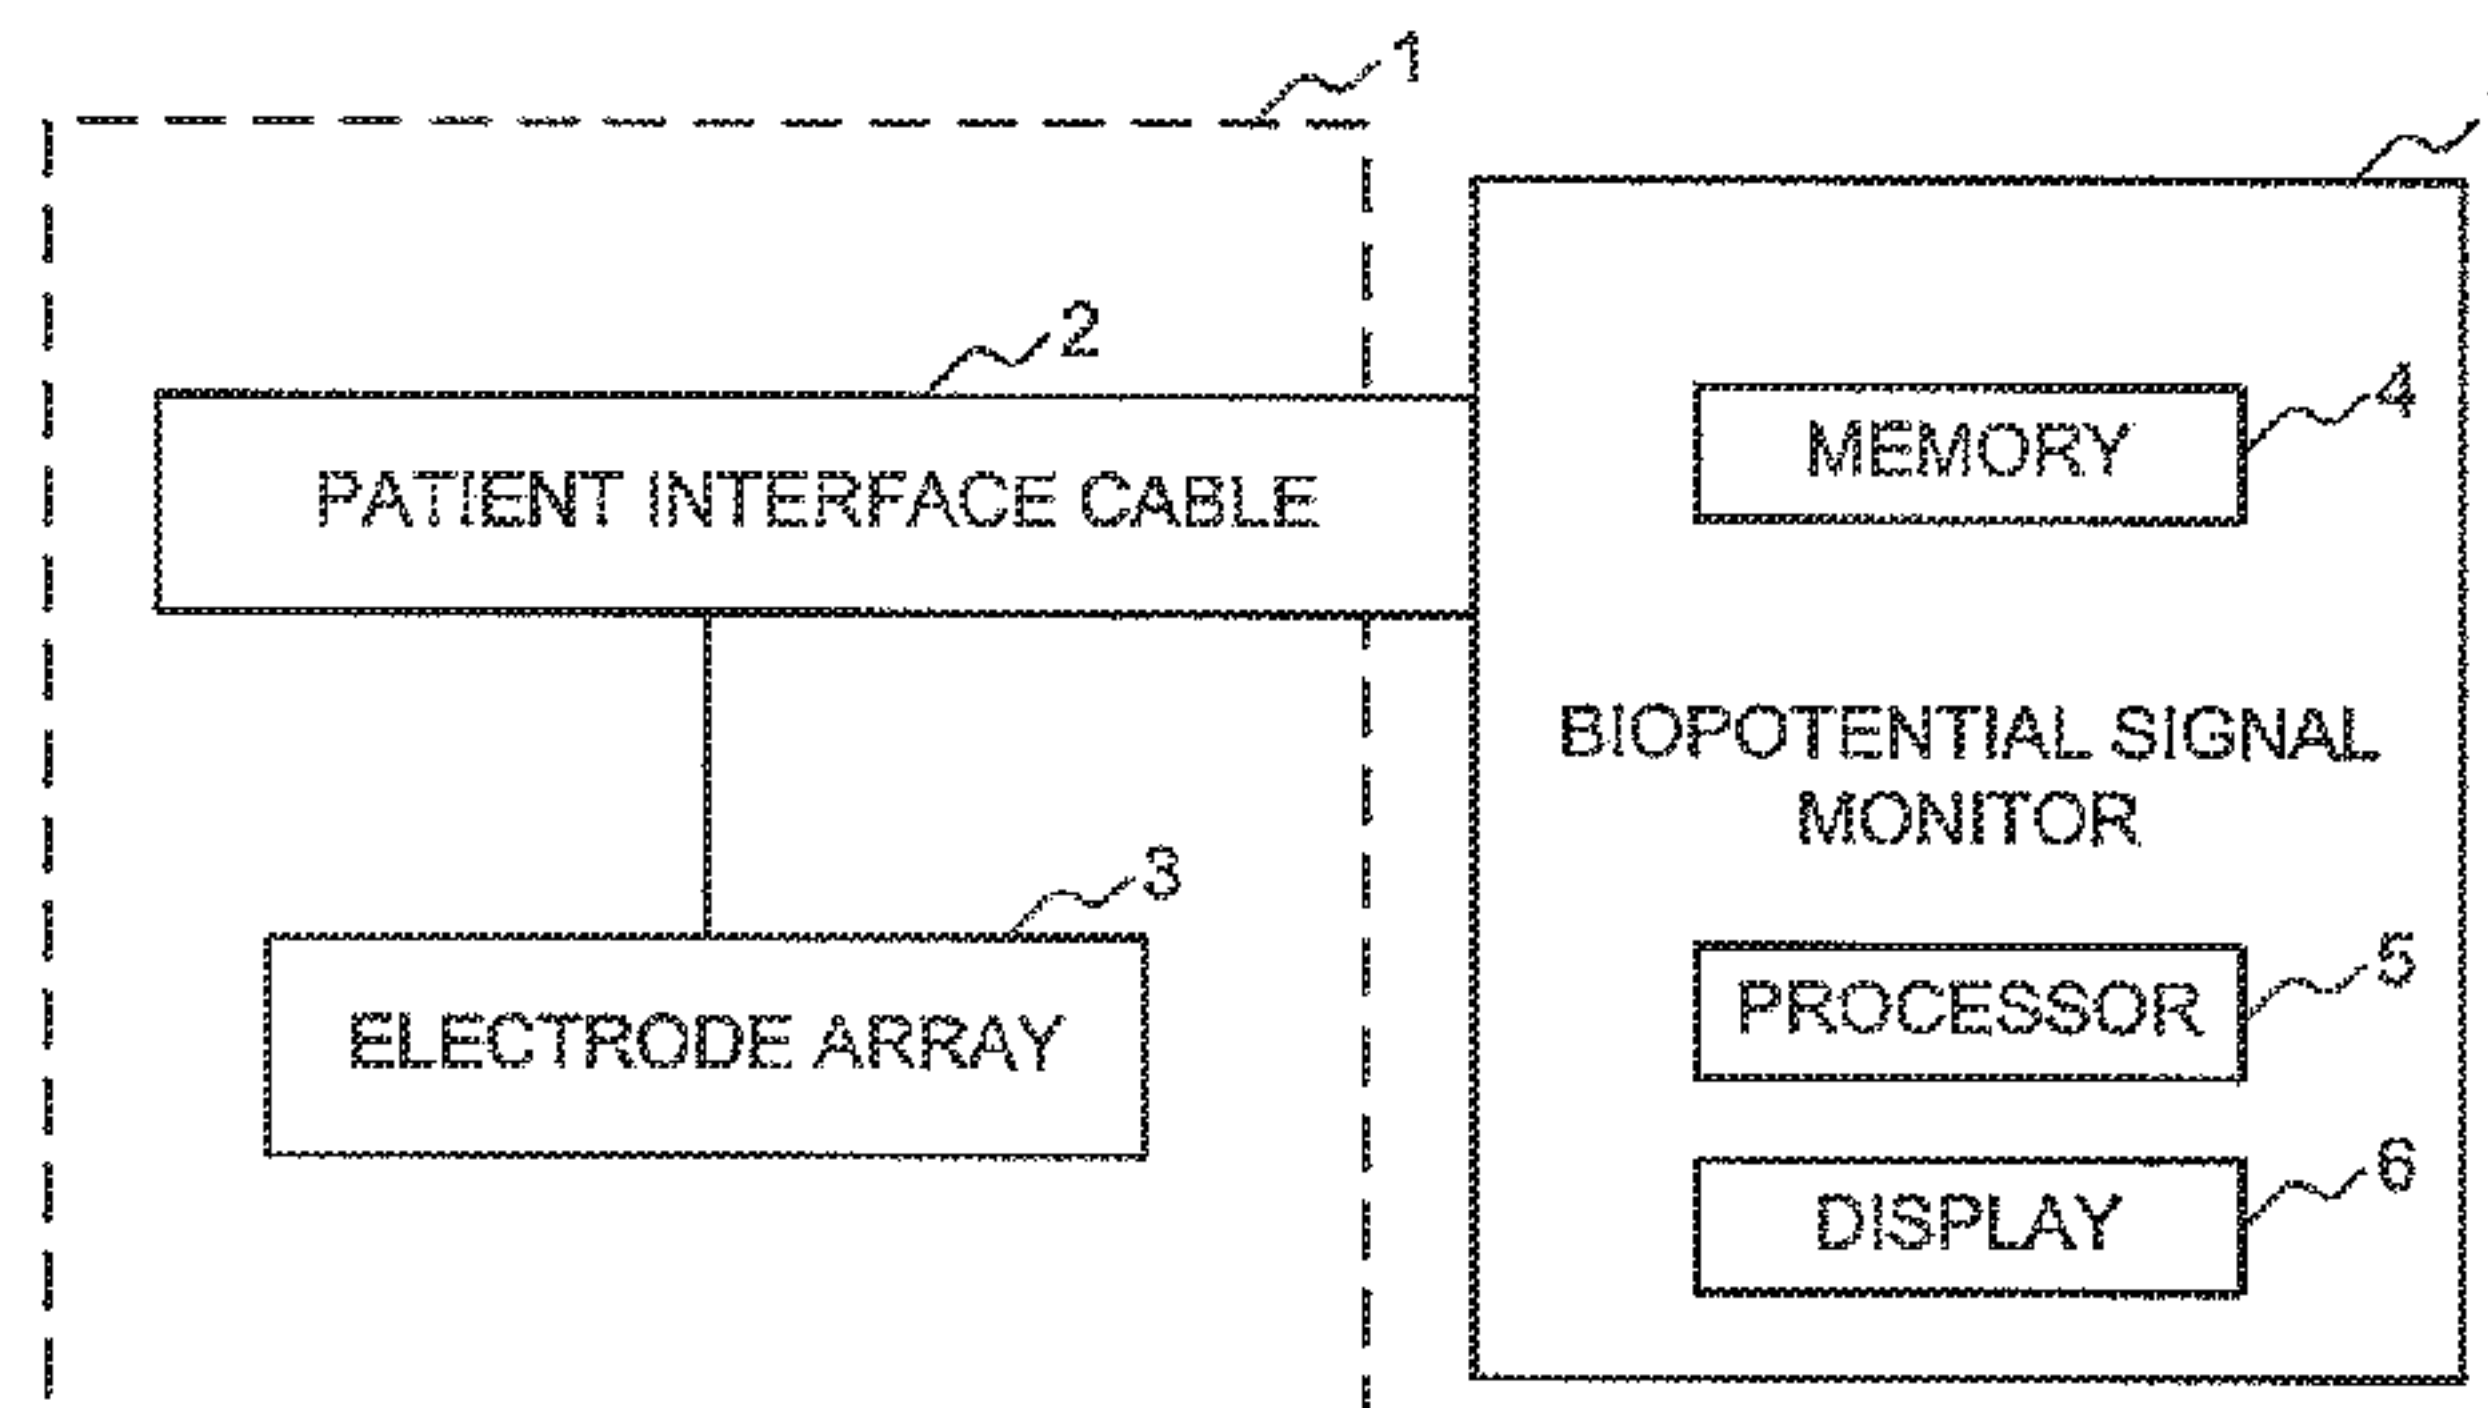 1
2
PATIENT INTERFACE CABLE
MEMORY
4
BIOPOTENTIAL SIGNAL
MONITOR
3
ELECTRODE ARRAY
PROCESSOR
5
DISPLAY
6